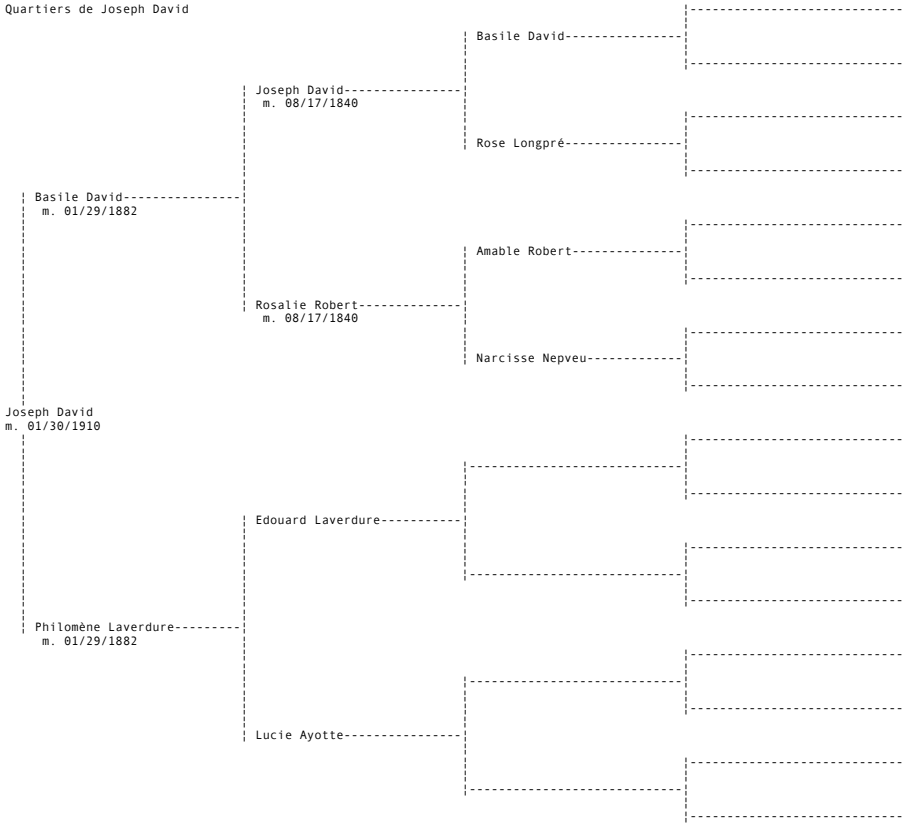 Quartiers de Joseph David
Basile David
Joseph David
m. 08/17/1840
Rose Longpré
Basile David
m. 01/29/1882
Amable Robert
Rosalie Robert
m. 08/17/1840
Narcisse Nepveu
Joseph David
m. 01/30/1910
Edouard Laverdure
Philomène Laverdure
m. 01/29/1882
Lucie Ayotte